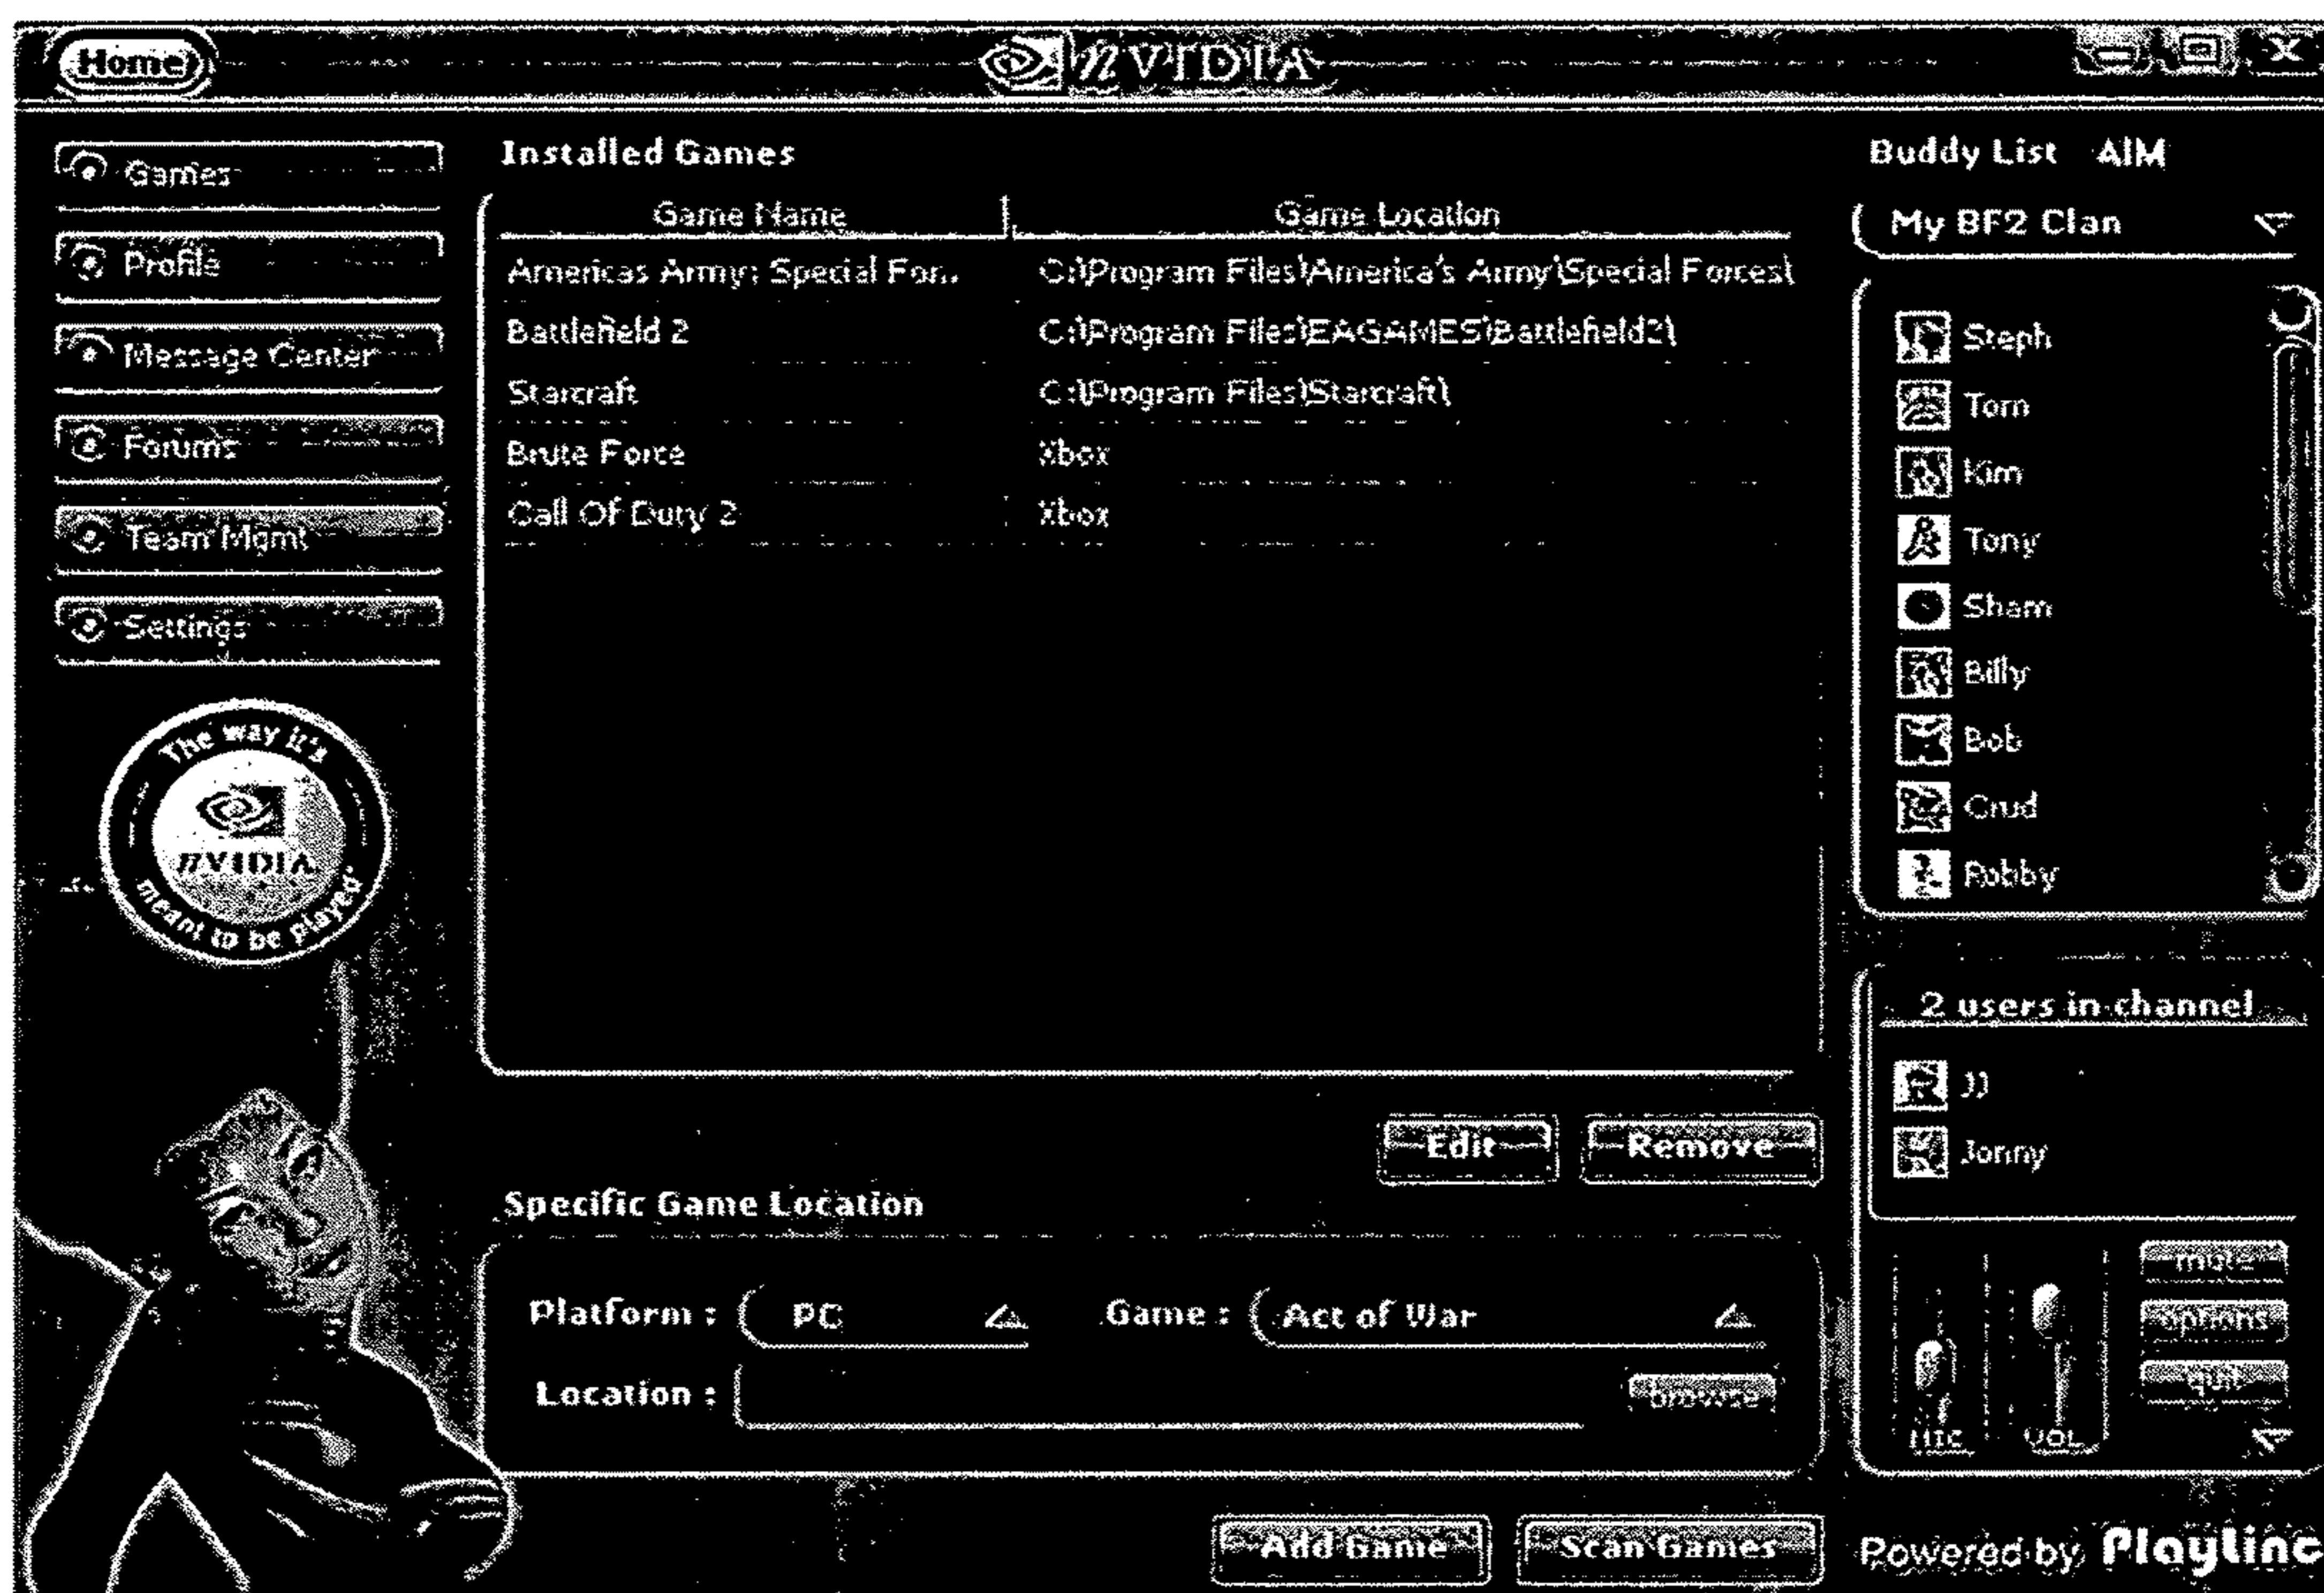 Home
nVIDIA
Games
Profile
Message Center
Forums
Team Mgmt
Settings
The way it's
nVIDIA
meant to be played
Installed Games
Game Name Game Location
Americas Army: Special For... C:\Program Files\America's Army\Special Forces\
Battlefield 2 C:\Program Files\EAGAMES\Battlefield2\
Starcraft C:\Program Files\Starcraft\
Brute Force Xbox
Call Of Duty 2 Xbox
Edit Remove
Specific Game Location
Platform : PC Game : Act of War
Location : browse
Add Game Scan Games
Buddy List AIM
My BF2 Clan
Steph
Tom
Kim
Tony
Sham
Billy
Bob
Crud
Robby
2 users in channel
JJ
Jonny
mute
options
quit
MIC VOL
Powered by PlayLinc